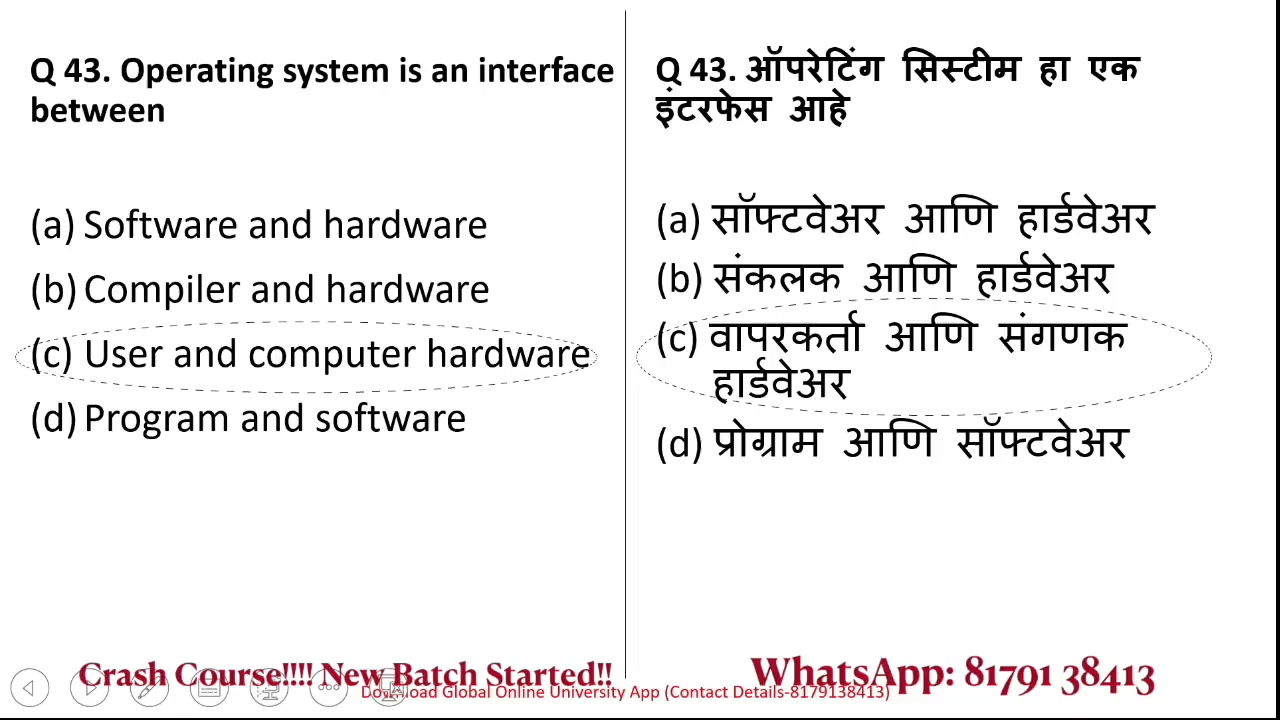 Q 43. Operating system is an interface
between
(a) Software and hardware
(b) Compiler and hardware
(c) User and computer hardware
(d) Program and software
Q 43. ऑपरेटिंग सिस्टीम हा एक
इंटरफेस आहे
(a) सॉफ्टवेअर आणि हार्डवेअर
(b) संकलक आणि हार्डवेअर
(c) वापरकर्ता आणि संगणक
हार्डवेअर
(d) प्रोग्राम आणि सॉफ्टवेअर
Crash Course!!!! New Batch Started!!
WhatsApp: 81791 38413
Download Global Online University App (Contact Details-8179138413)